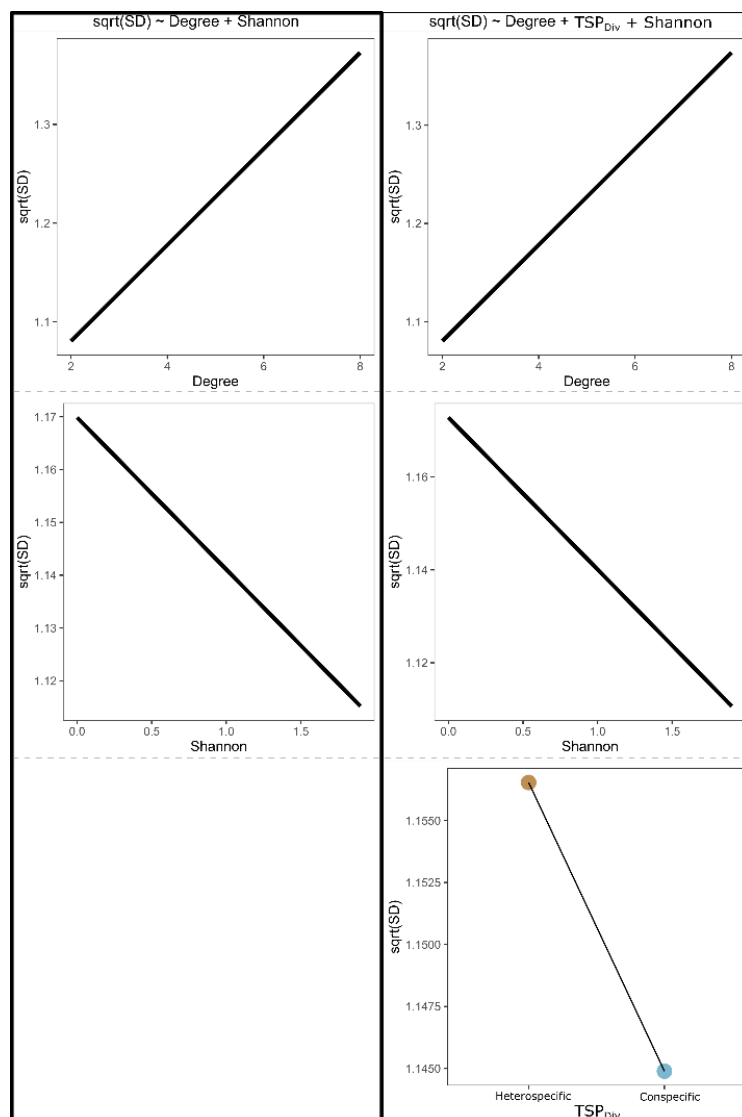 sqrt(SD) ~ Degree + Shannon
sqrt(SD) ~ Degree + TSP_Div + Shannon
sqrt(SD)
1.3
1.2
1.1
2 4 6 8
Degree
sqrt(SD)
1.3
1.2
1.1
2 4 6 8
Degree
sqrt(SD)
1.17
1.16
1.15
1.14
1.13
1.12
0.0 0.5 1.0 1.5
Shannon
sqrt(SD)
1.16
1.14
1.12
0.0 0.5 1.0 1.5
Shannon
sqrt(SD)
1.1550
1.1525
1.1500
1.1475
1.1450
Heterospecific Conspecific
TSP_Div